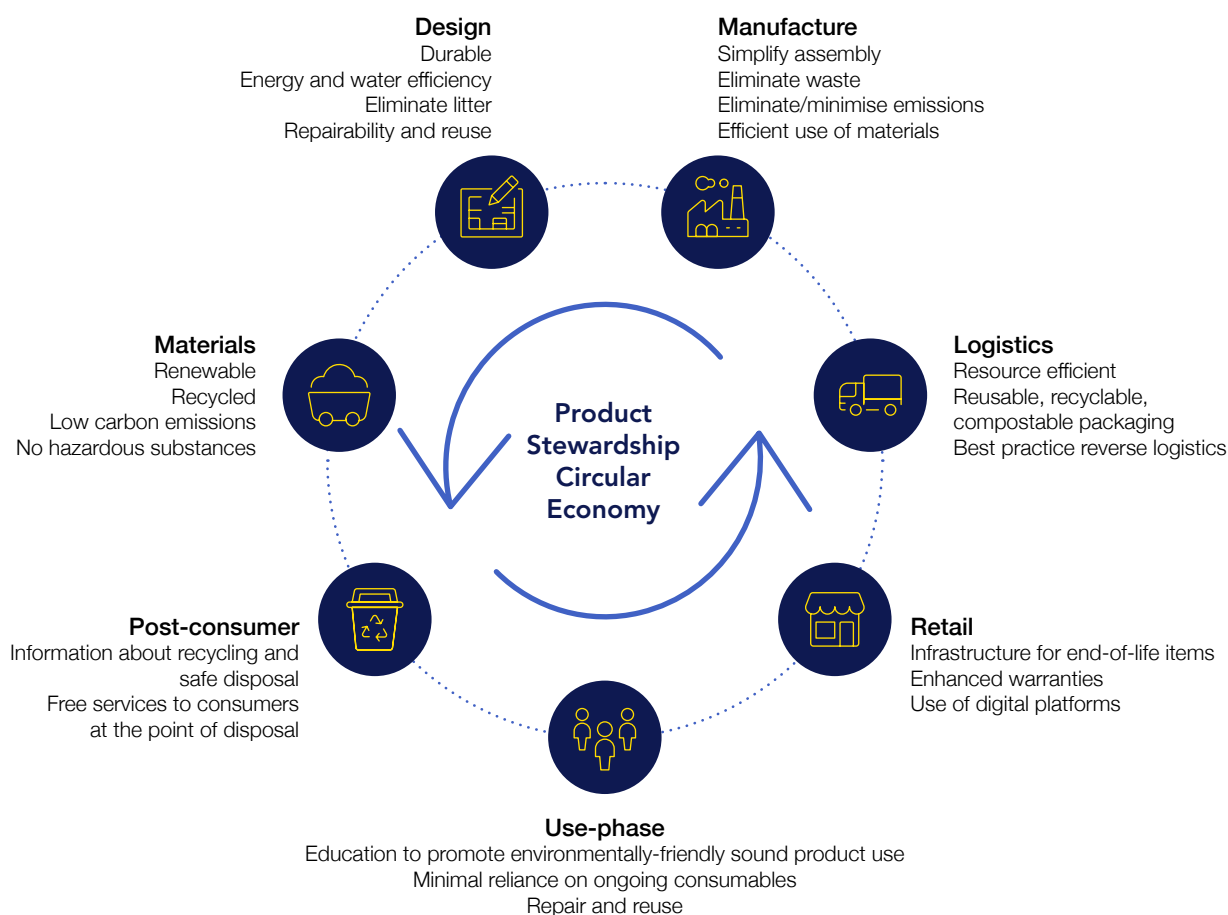 Design
Durable
Energy and water efficiency
Eliminate litter
Repairability and reuse
Manufacture
Simplify assembly
Eliminate waste
Eliminate/minimise emissions
Efficient use of materials
Materials
Renewable
Recycled
Low carbon emissions
No hazardous substances
Product
Stewardship
Circular
Economy
Logistics
Resource efficient
Reusable, recyclable,
compostable packaging
Best practice reverse logistics
Post-consumer
Information about recycling and
safe disposal
Free services to consumers
at the point of disposal
Retail
Infrastructure for end-of-life items
Enhanced warranties
Use of digital platforms
Use-phase
Education to promote environmentally-friendly sound product use
Minimal reliance on ongoing consumables
Repair and reuse